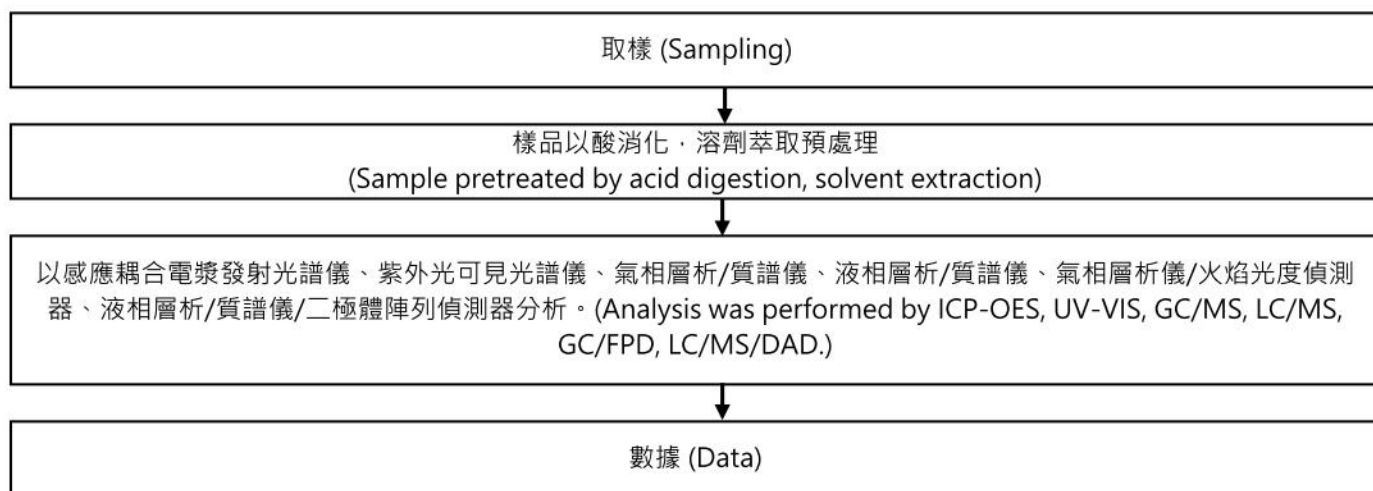 取樣 (Sampling)
樣品以酸消化，溶劑萃取預處理
(Sample pretreated by acid digestion, solvent extraction)
以感應耦合電漿發射光譜儀、紫外光可見光譜儀、氣相層析/質譜儀、液相層析/質譜儀、氣相層析儀/火焰光度偵測
器、液相層析/質譜儀/二極體陣列偵測器分析。(Analysis was performed by ICP-OES, UV-VIS, GC/MS, LC/MS,
GC/FPD, LC/MS/DAD.)
數據 (Data)